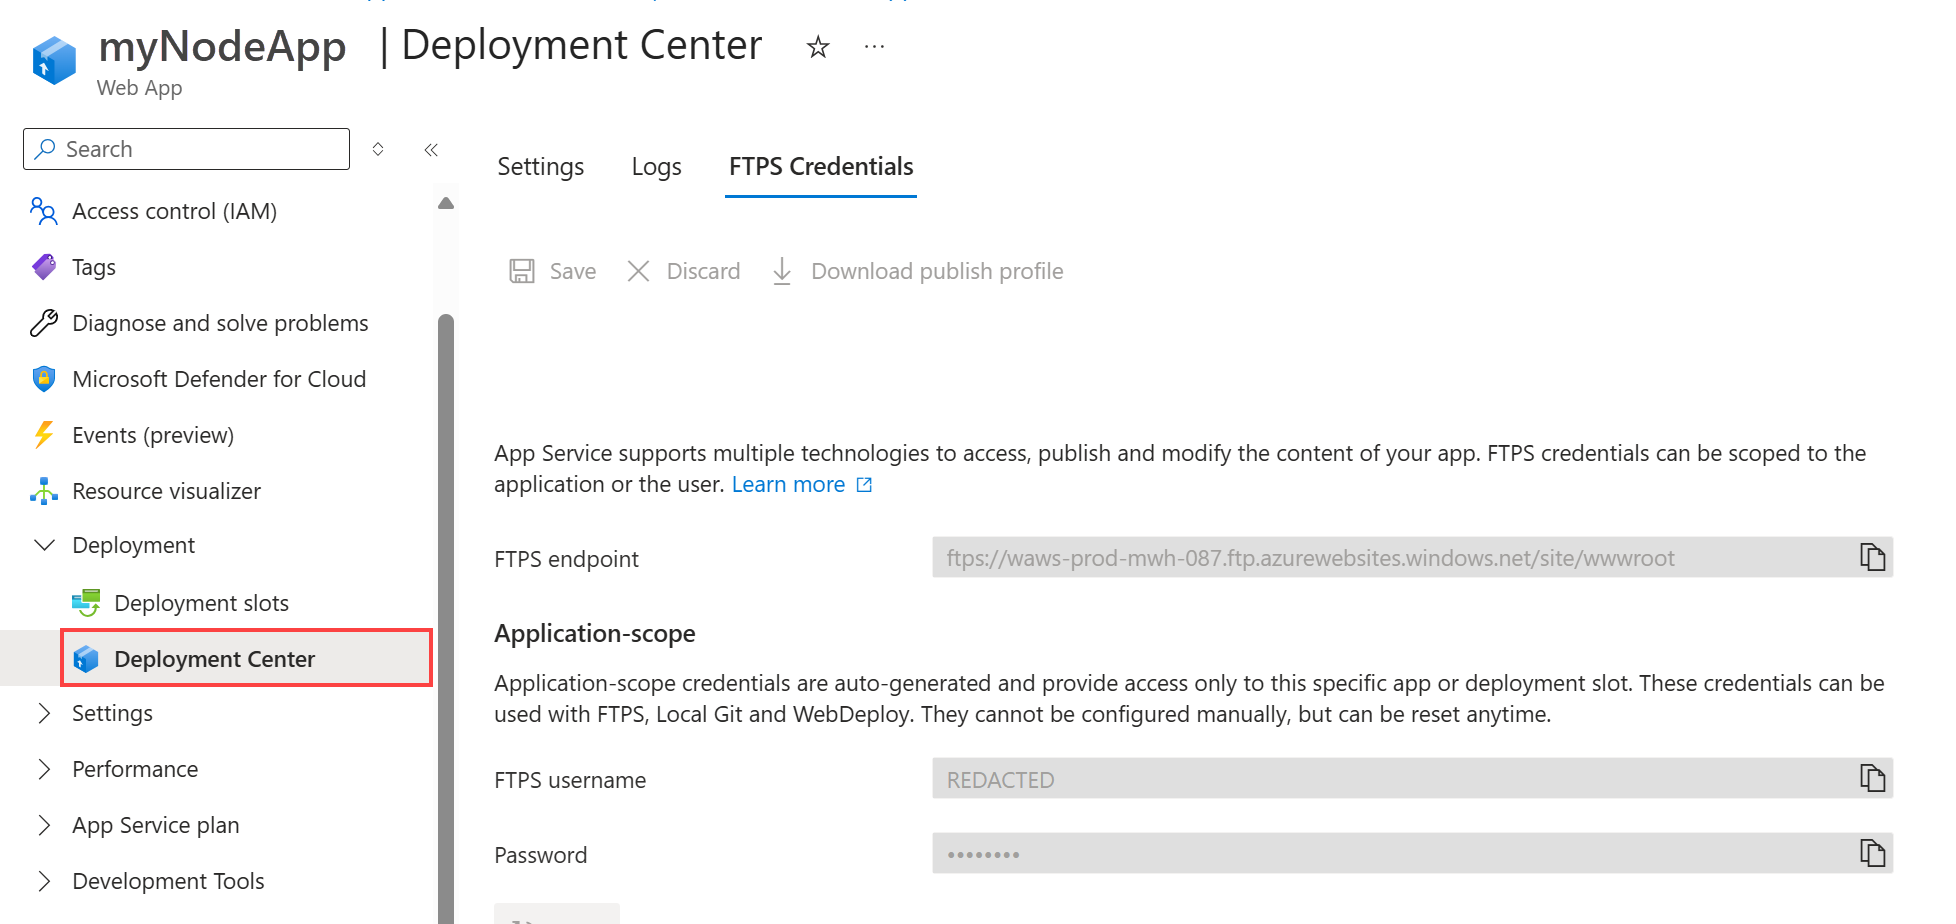 myNodeApp | Deployment Center
Web App
Search
Access control (IAM)
Tags
Diagnose and solve problems
Microsoft Defender for Cloud
Events (preview)
Resource visualizer
Deployment
Deployment slots
Deployment Center
Settings
Performance
App Service plan
Development Tools
Settings Logs FTPS Credentials
Save Discard Download publish profile
App Service supports multiple technologies to access, publish and modify the content of your app. FTPS credentials can be scoped to the
application or the user. Learn more
FTPS endpoint ftps://waws-prod-mwh-087.ftp.azurewebsites.windows.net/site/wwwroot
Application-scope
Application-scope credentials are auto-generated and provide access only to this specific app or deployment slot. These credentials can be
used with FTPS, Local Git and WebDeploy. They cannot be configured manually, but can be reset anytime.
FTPS username REDACTED
Password ••••••••